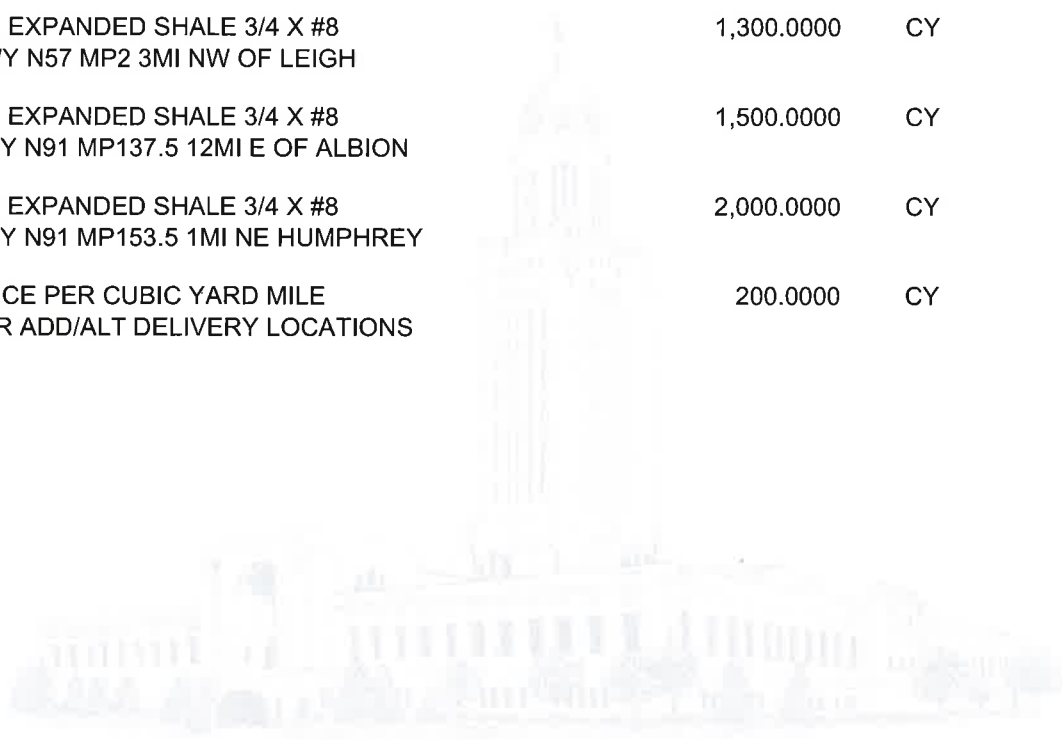 EXPANDED SHALE 3/4 X #8 1,300.0000 CY
Y N57 MP2 3MI NW OF LEIGH
EXPANDED SHALE 3/4 X #8 1,500.0000 CY
Y N91 MP137.5 12MI E OF ALBION
EXPANDED SHALE 3/4 X #8 2,000.0000 CY
Y N91 MP153.5 1MI NE HUMPHREY
CE PER CUBIC YARD MILE 200.0000 CY
R ADD/ALT DELIVERY LOCATIONS